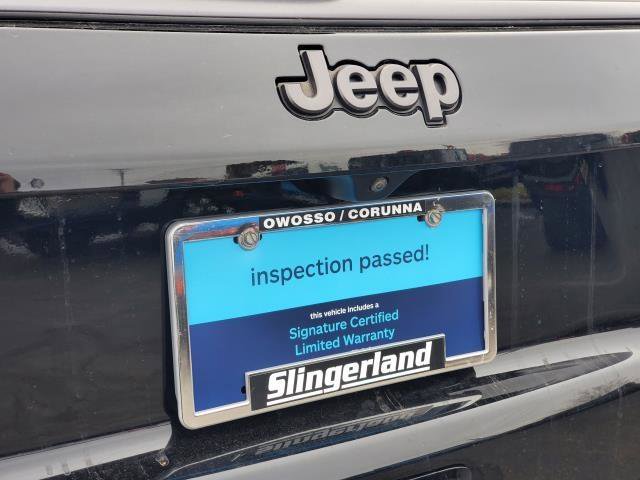 Jeep
OWOSSO / CORUNNA
inspection passed!
this vehicle includes a
Signature Certified
Limited Warranty
Slingerland